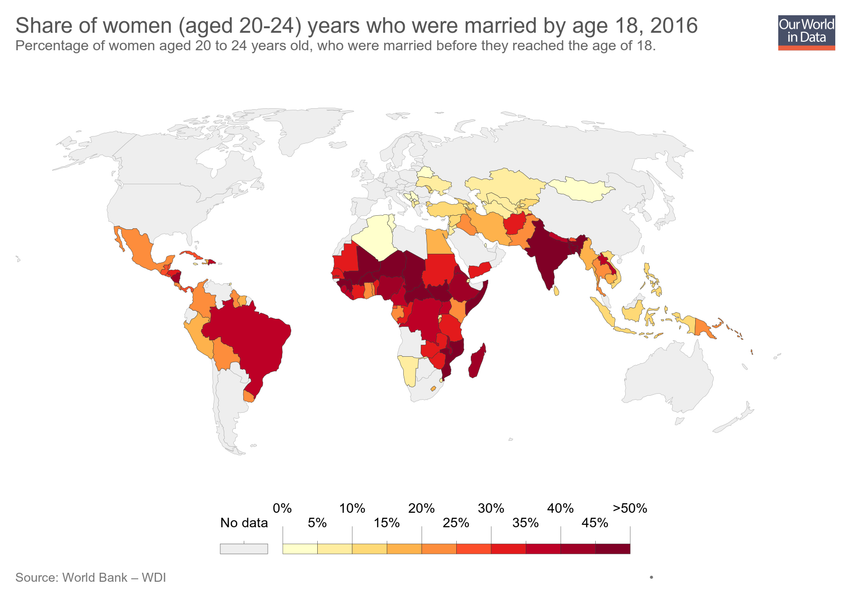 Share of women (aged 20-24) years who were married by age 18, 2016
Percentage of women aged 20 to 24 years old, who were married before they reached the age of 18.
Our World
in Data
0% 10% 20% 30% 40% >50%
No data 5% 15% 25% 35% 45%
Source: World Bank – WDI